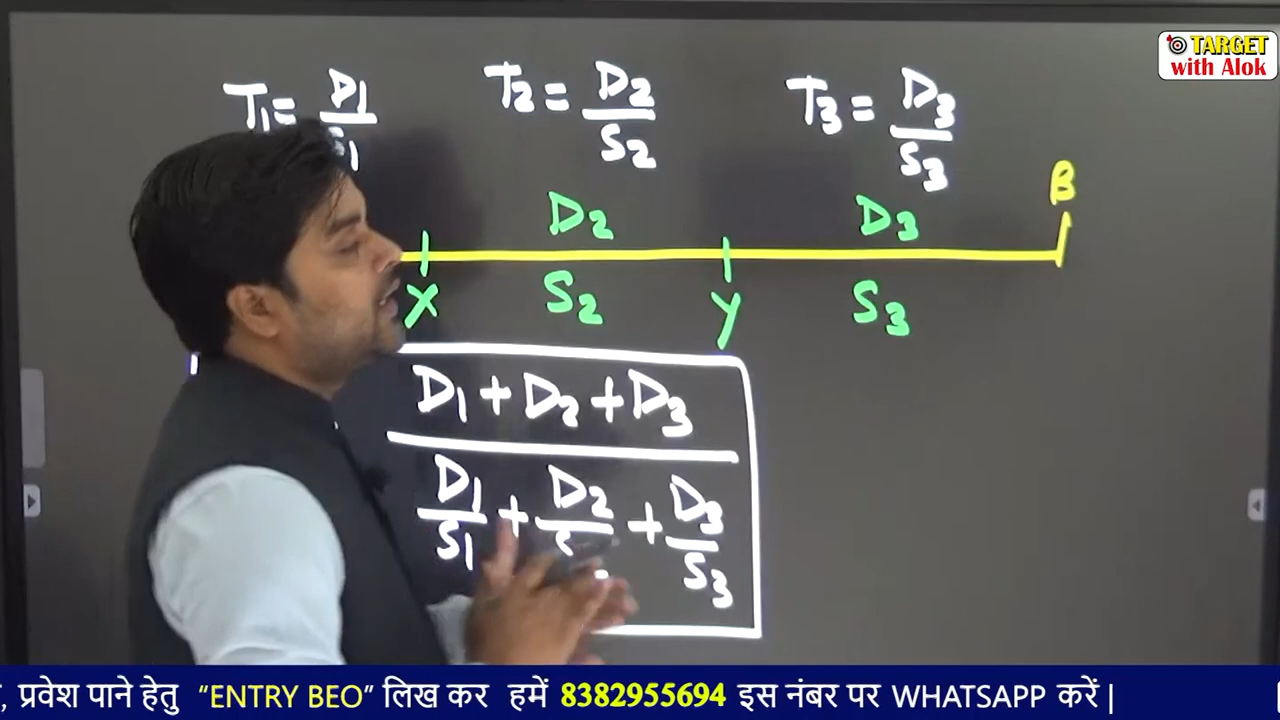 TARGET
with Alok
T1 = D1/S1
T2 = D2/S2
T3 = D3/S3
B
D2
D3
X
S2
Y
S3
D1 + D2 + D3
D1/S1 + D2/ + D3/S3
प्रवेश पाने हेतु “ENTRY BEO” लिख कर हमें 8382955694 इस नंबर पर WHATSAPP करें |